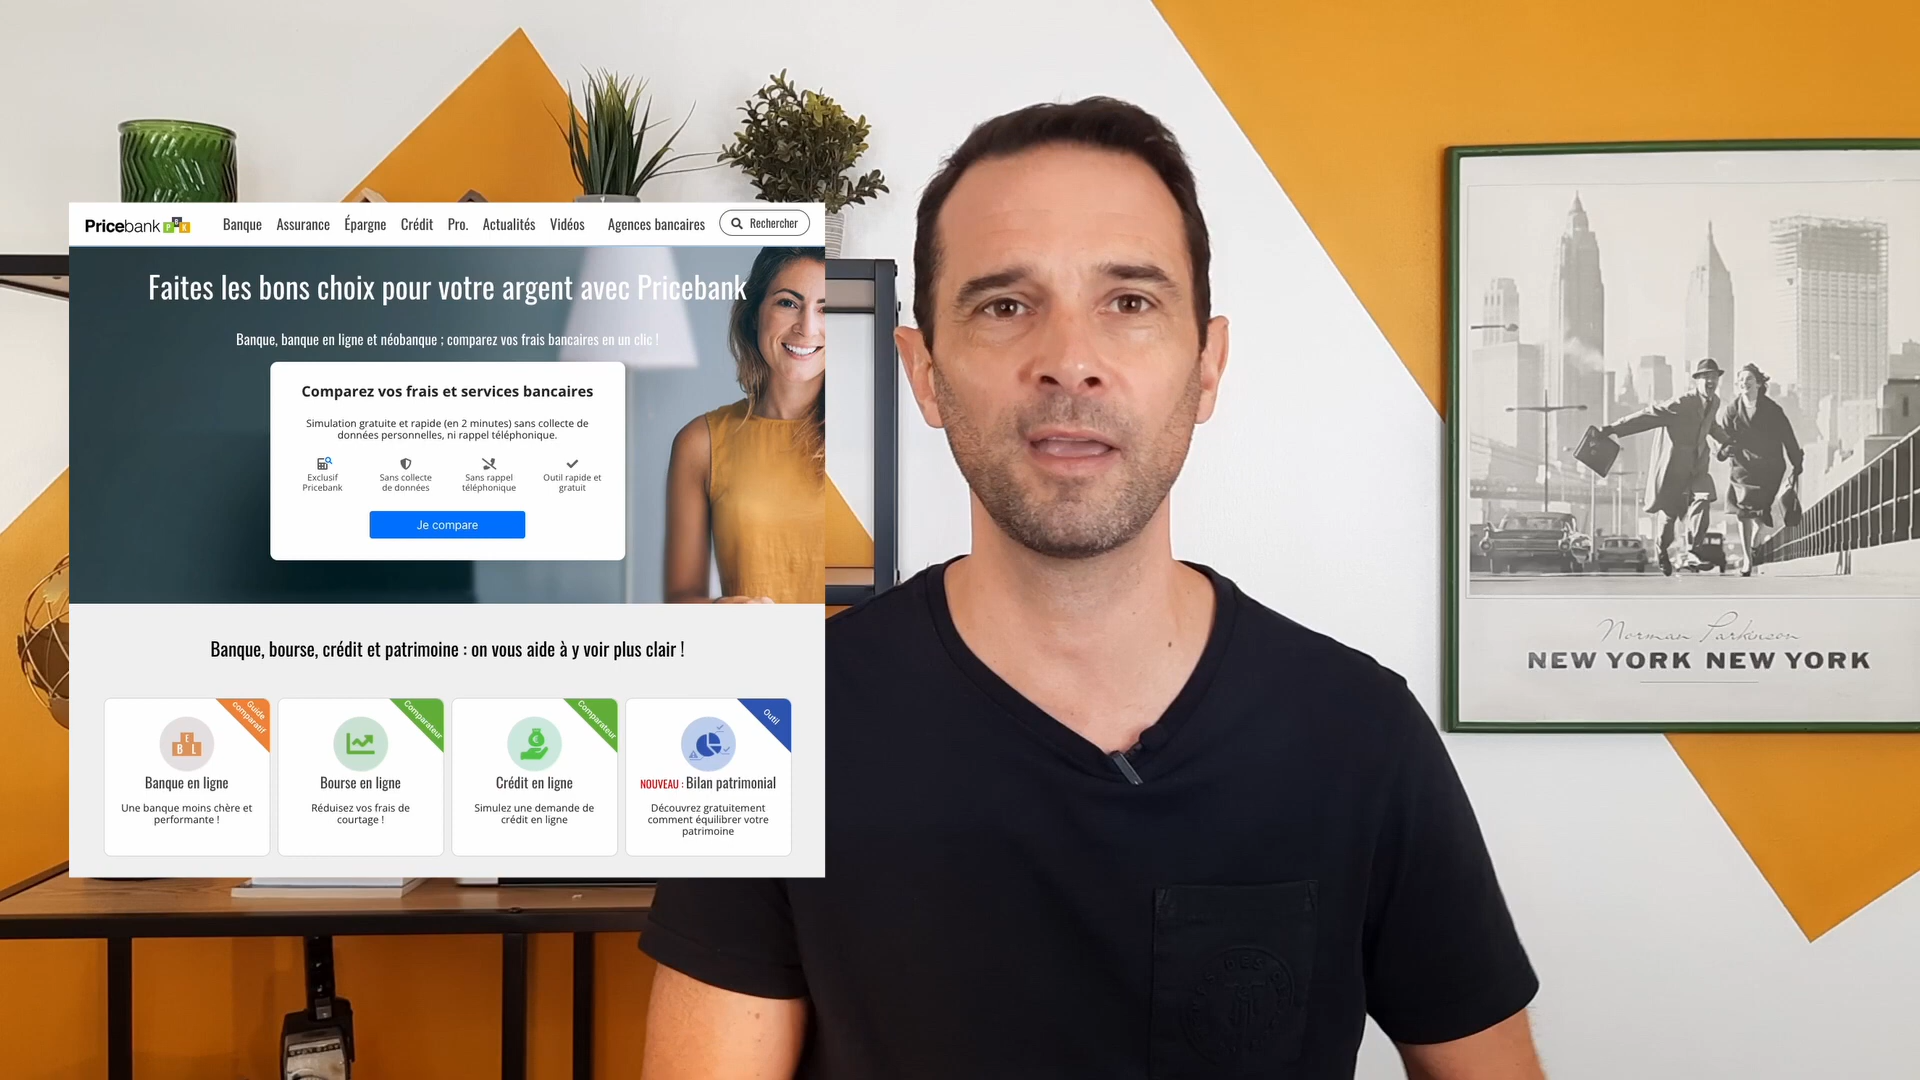 Pricebank P B K
Banque Assurance Épargne Crédit Pro. Actualités Vidéos Agences bancaires Rechercher
Faites les bons choix pour votre argent avec Pricebank
Banque, banque en ligne et néobanque ; comparez vos frais bancaires en un clic !
Comparez vos frais et services bancaires
Simulation gratuite et rapide (en 2 minutes) sans collecte de
données personnelles, ni rappel téléphonique.
Exclusif
Pricebank
Sans collecte
de données
Sans rappel
téléphonique
Outil rapide et
gratuit
Je compare
Banque, bourse, crédit et patrimoine : on vous aide à y voir plus clair !
Guide
comparatif
E
B L
Banque en ligne
Une banque moins chère et
performante !
Comparateur
Bourse en ligne
Réduisez vos frais de
courtage !
Comparateur
€
Crédit en ligne
Simulez une demande de
crédit en ligne
Outil
NOUVEAU : Bilan patrimonial
Découvrez gratuitement
comment équilibrer votre
patrimoine
Norman Parkinson
NEW YORK NEW YORK